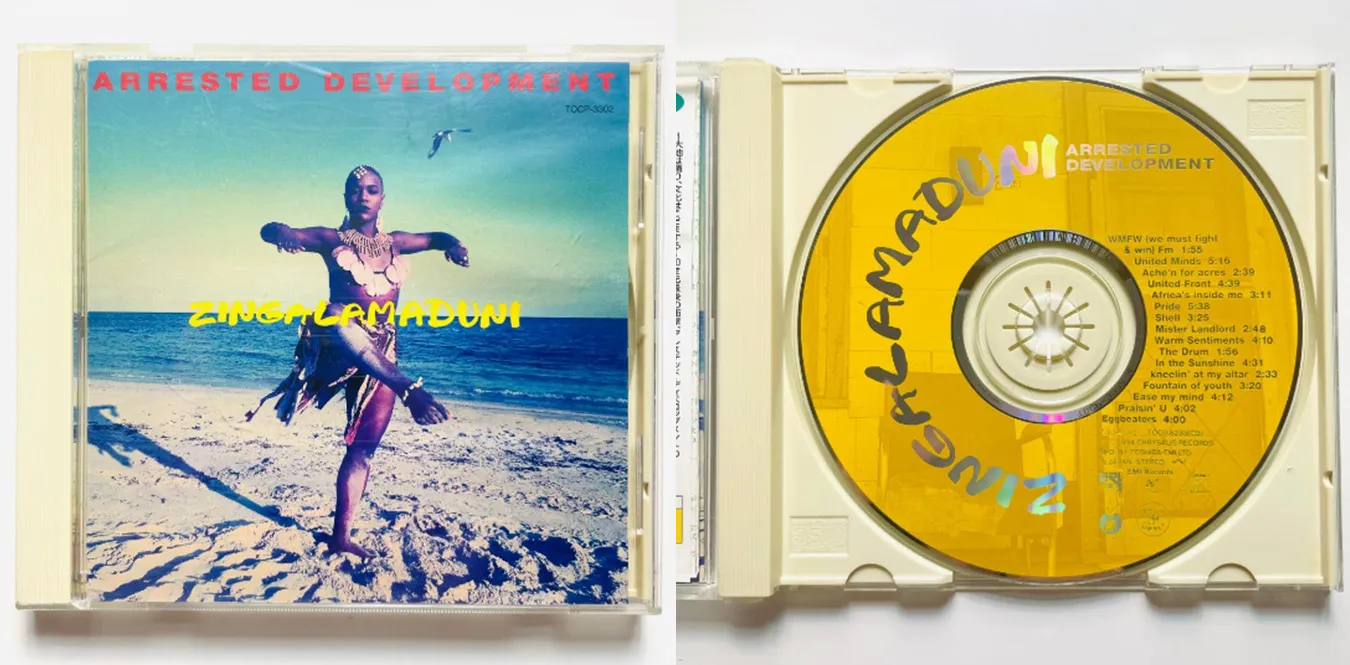 ARRESTED DEVELOPMENT
TOCP-3302
ZINGALAMADUNI
ZINGALAMADUNI
ARRESTED
DEVELOPMENT
WMFW (we must fight
& win) Fm 1:55
United Minds 5:16
Ache'n for acres 2:39
United Front 4:39
Africa's inside me 3:11
Pride 5:38
Shell 3:25
Mister Landlord 2:48
Warm Sentiments 4:10
The Drum 1:56
In the Sunshine 4:31
kneelin' at my altar 2:33
Fountain of youth 3:20
Ease my mind 4:12
Praisin' U 4:02
Eggbeaters 4:00
CHRYSALIS RECORDS
STEREO
EMI Records